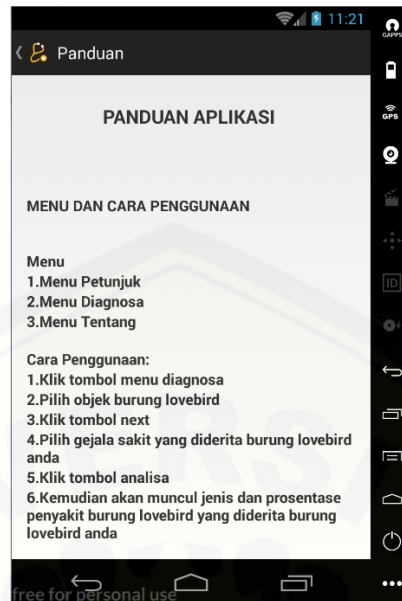 11:21
Panduan
PANDUAN APLIKASI
MENU DAN CARA PENGGUNAAN
Menu
1.Menu Petunjuk
2.Menu Diagnosa
3.Menu Tentang
Cara Penggunaan:
1.Klik tombol menu diagnosa
2.Pilih objek burung lovebird
3.Klik tombol next
4.Pilih gejala sakit yang diderita burung lovebird
anda
5.Klik tombol analisa
6.Kemudian akan muncul jenis dan prosentase
penyakit burung lovebird yang diderita burung
lovebird anda
free for personal use
GAPPS
GPS
ID